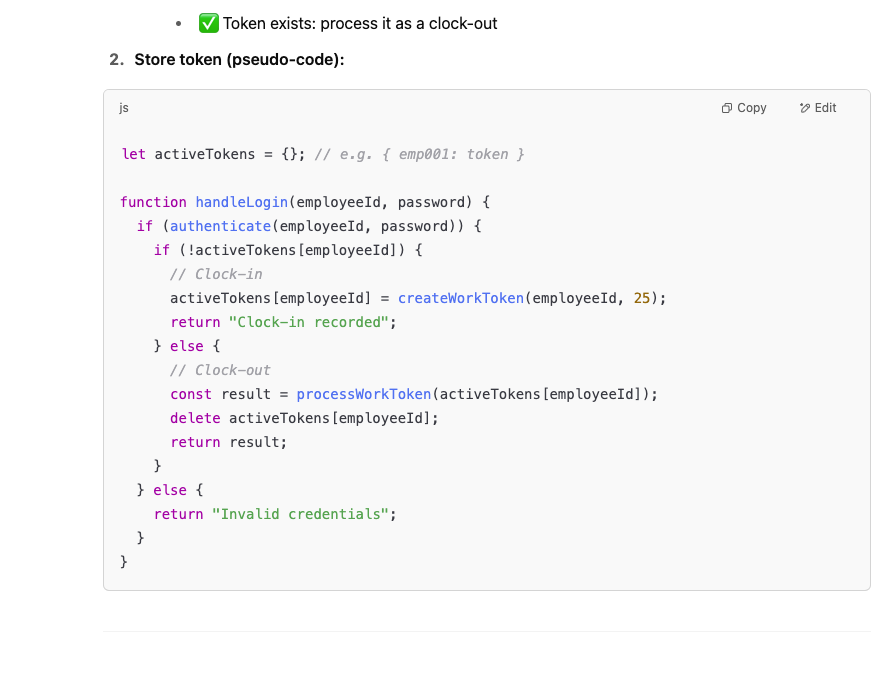 • ✅ Token exists: process it as a clock-out
2. Store token (pseudo-code):
js Copy Edit
let activeTokens = {}; // e.g. { emp001: token }
function handleLogin(employeeId, password) {
  if (authenticate(employeeId, password)) {
    if (!activeTokens[employeeId]) {
      // Clock-in
      activeTokens[employeeId] = createWorkToken(employeeId, 25);
      return "Clock-in recorded";
    } else {
      // Clock-out
      const result = processWorkToken(activeTokens[employeeId]);
      delete activeTokens[employeeId];
      return result;
    }
  } else {
    return "Invalid credentials";
  }
}